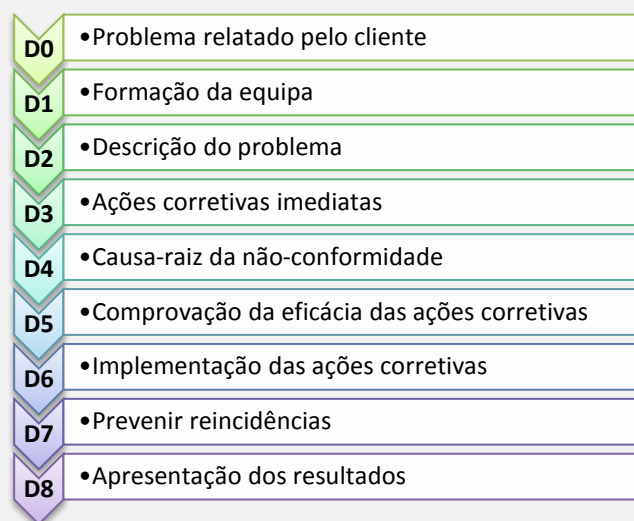 D0 •Problema relatado pelo cliente
D1 •Formação da equipa
D2 •Descrição do problema
D3 •Ações corretivas imediatas
D4 •Causa-raiz da não-conformidade
D5 •Comprovação da eficácia das ações corretivas
D6 •Implementação das ações corretivas
D7 •Prevenir reincidências
D8 •Apresentação dos resultados